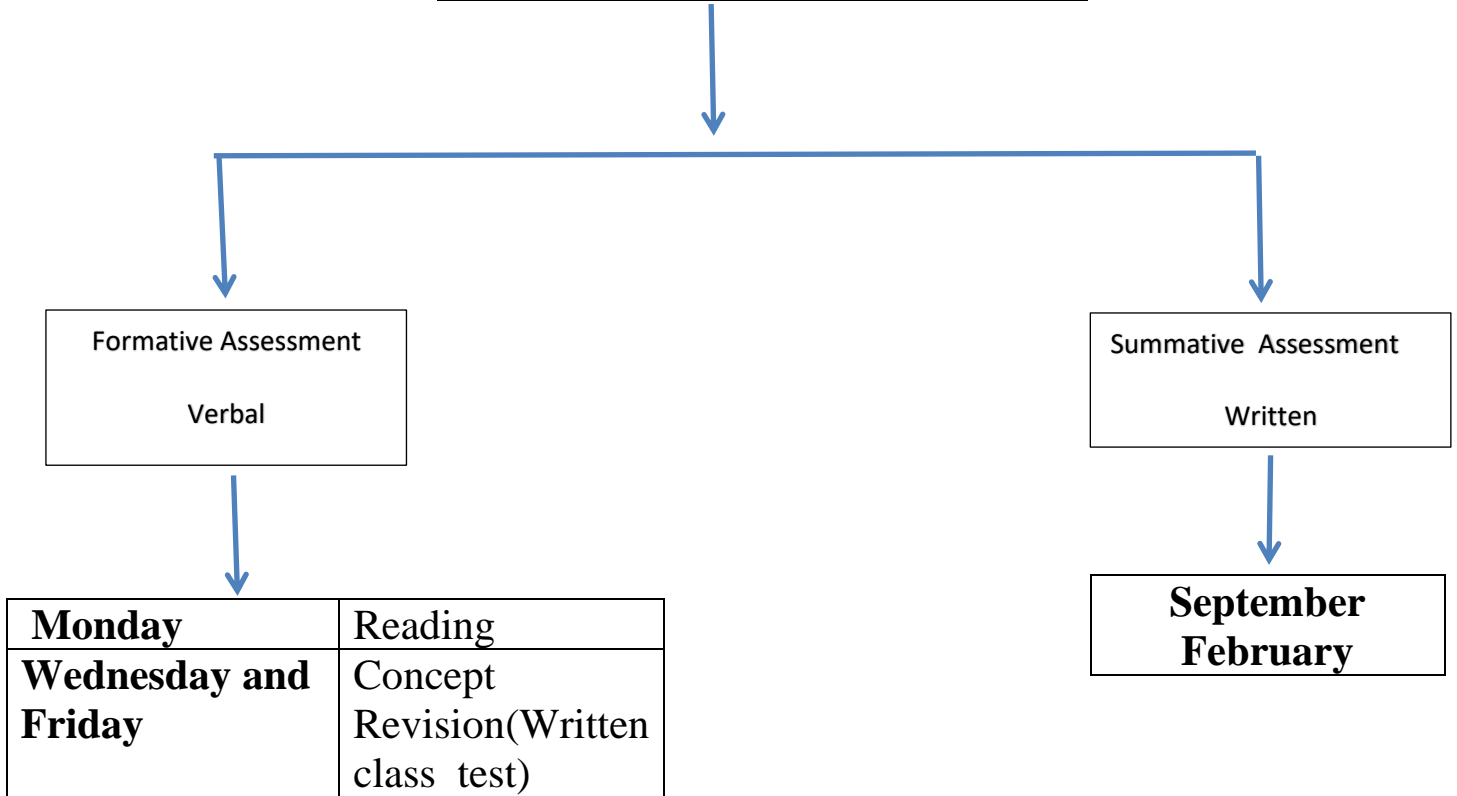 Formative Assessment
Verbal
Summative Assessment
Written
Monday
Reading
Wednesday and
Friday
Concept
Revision(Written
class test)
September
February